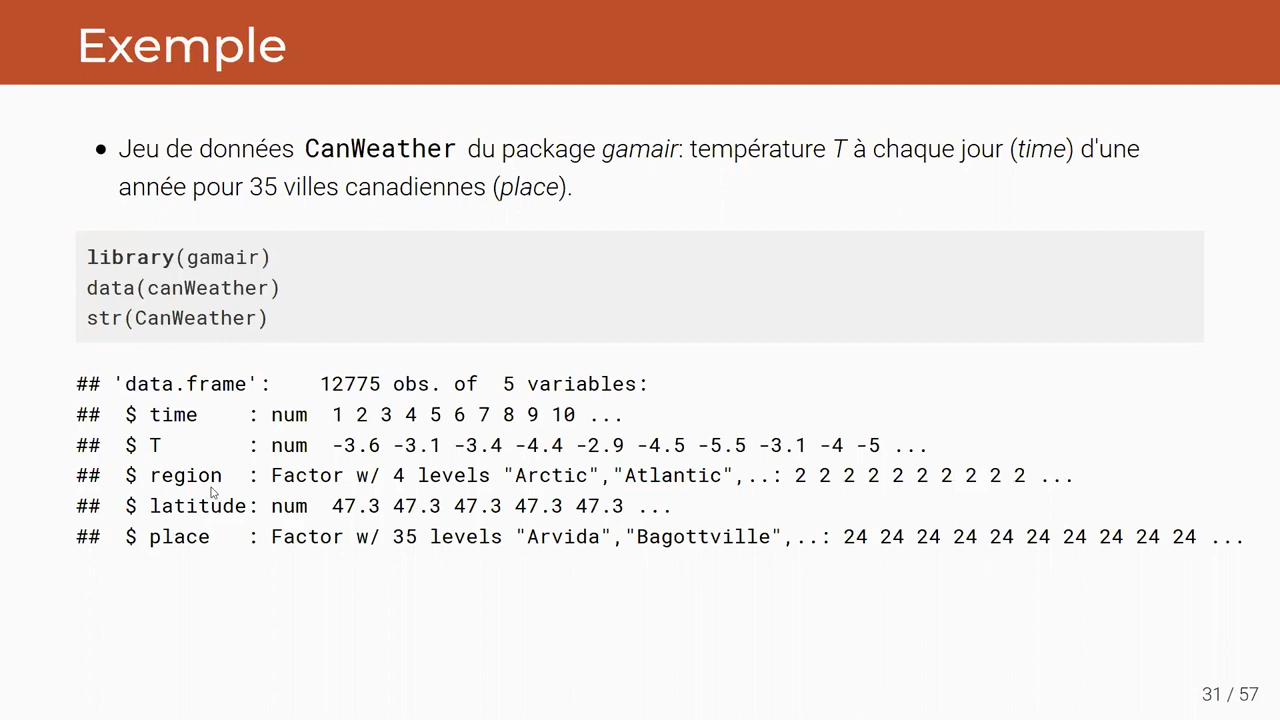 Exemple
• Jeu de données CanWeather du package gamair: température T à chaque jour (time) d'une
année pour 35 villes canadiennes (place).
library(gamair)
data(canWeather)
str(CanWeather)
## 'data.frame':    12775 obs. of  5 variables:
##  $ time    : num  1 2 3 4 5 6 7 8 9 10 ...
##  $ T       : num  -3.6 -3.1 -3.4 -4.4 -2.9 -4.5 -5.5 -3.1 -4 -5 ...
##  $ region  : Factor w/ 4 levels "Arctic","Atlantic",..: 2 2 2 2 2 2 2 2 2 2 ...
##  $ latitude: num  47.3 47.3 47.3 47.3 47.3 ...
##  $ place   : Factor w/ 35 levels "Arvida","Bagottville",..: 24 24 24 24 24 24 24 24 24 24 ...
31 / 57